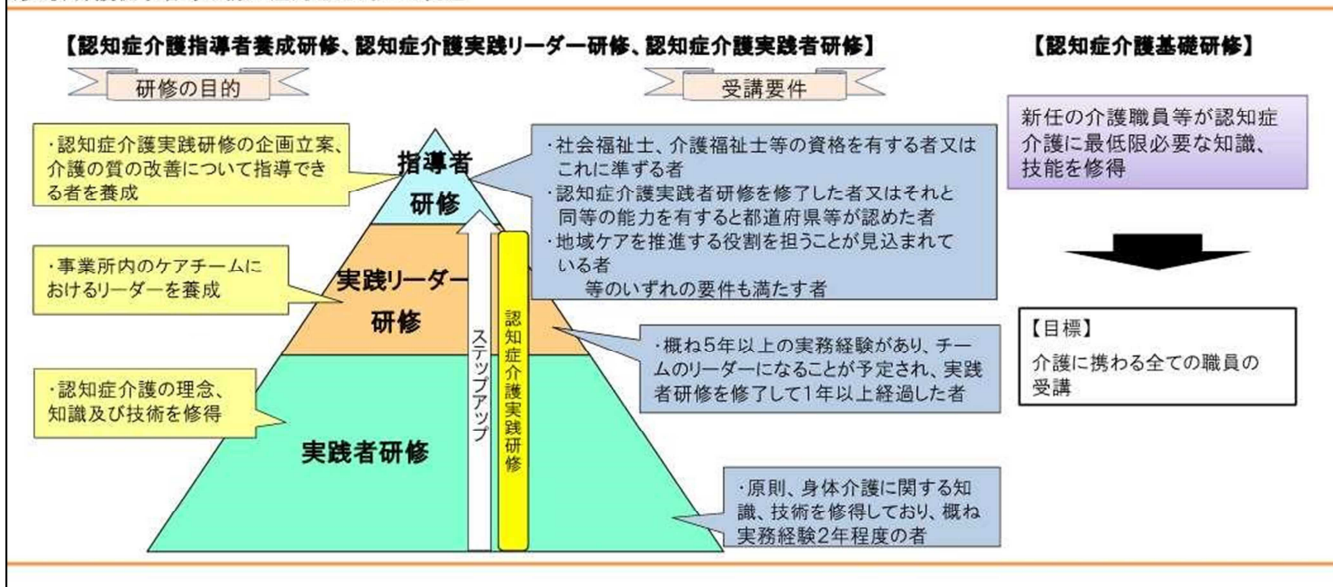 【認知症介護指導者養成研修、認知症介護実践リーダー研修、認知症介護実践者研修】
【認知症介護基礎研修】
研修の目的
受講要件
・認知症介護実践研修の企画立案、
介護の質の改善について指導でき
る者を養成
指導者
研修
・社会福祉士、介護福祉士等の資格を有する者又は
これに準ずる者
・認知症介護実践者研修を修了した者又はそれと
同等の能力を有すると都道府県等が認めた者
・地域ケアを推進する役割を担うことが見込まれて
いる者
等のいずれの要件も満たす者
新任の介護職員等が認知症
介護に最低限必要な知識、
技能を修得
・事業所内のケアチームに
おけるリーダーを養成
実践リーダー
研修
・概ね5年以上の実務経験があり、チー
ムのリーダーになることが予定され、実践
者研修を修了して1年以上経過した者
【目標】
介護に携わる全ての職員の
受講
・認知症介護の理念、
知識及び技術を修得
実践者研修
ステップアップ
認知症介護実践研修
・原則、身体介護に関する知
識、技術を修得しており、概ね
実務経験2年程度の者